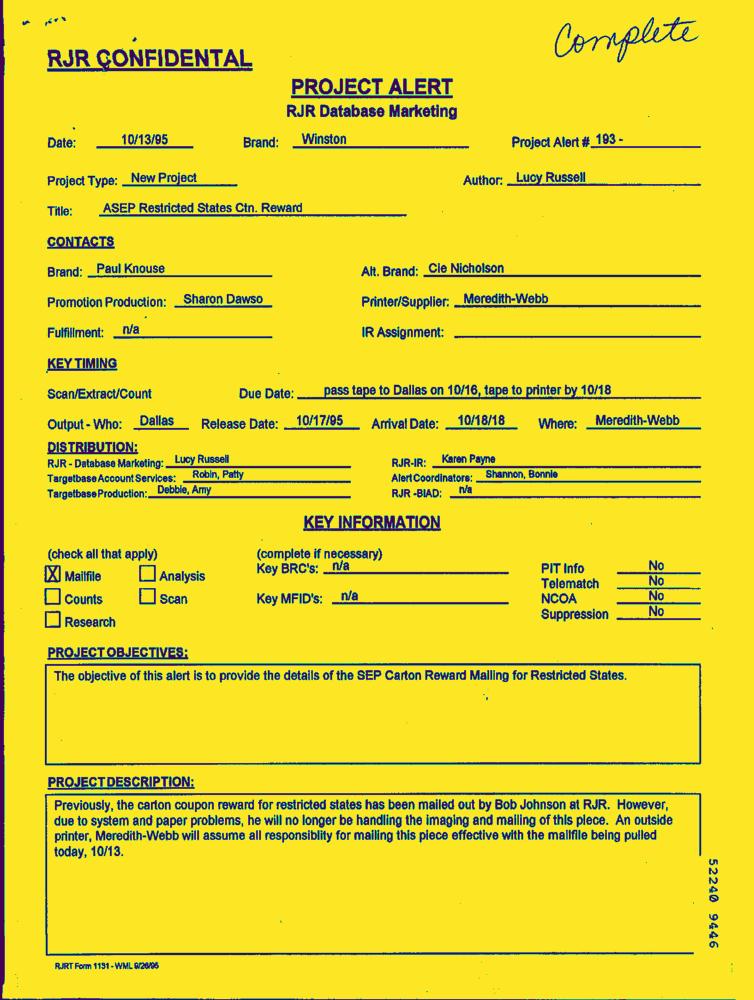 Complete
RJR CONFIDENTAL
PROJECT ALERT
RJR Database Marketing
Date: 10/13/95 Brand: Winston Project Alert # 193 -
Project Type: New Project Author: Lucy Russell
Title: ASEP Restricted States Ctn. Reward
CONTACTS
Brand: Paul Knouse Alt. Brand: Cie Nicholson
Promotion Production: Sharon Dawso Printer/Supplier: Meredith-Webb
Fulfillment: n/a IR Assignment:
KEY TIMING
Scan/Extract/Count Due Date: pass tape to Dallas on 10/16, tape to printer by 10/18
Output - Who: Dallas Release Date: 10/17/95 Arrival Date: 10/18/18 Where: Meredith-Webb
DISTRIBUTION:
RJR - Database Marketing: Lucy Russell RJR-IR: Karen Payne
Targetbase Account Services: Robin, Patty Alert Coordinators: Shannon, Bonnie
Targetbase Production: Debbie, Amy RJR -BIAD: n/a
KEY INFORMATION
(check all that apply) (complete if necessary)
X Mailfile Analysis Key BRC's: n/a PIT Info No
Telematch No
Counts Scan Key MFID's: n/a NCOA No
Suppression No
Research
PROJECT OBJECTIVES:
The objective of this alert is to provide the details of the SEP Carton Reward Mailing for Restricted States.
PROJECT DESCRIPTION:
Previously, the carton coupon reward for restricted states has been mailed out by Bob Johnson at RJR. However,
due to system and paper problems, he will no longer be handling the imaging and mailing of this piece. An outside
printer, Meredith-Webb will assume all responsiblity for mailing this piece effective with the mailfile being pulled
today, 10/13.
52240 9446
RJRT Form 1131 - WML 9/26/95